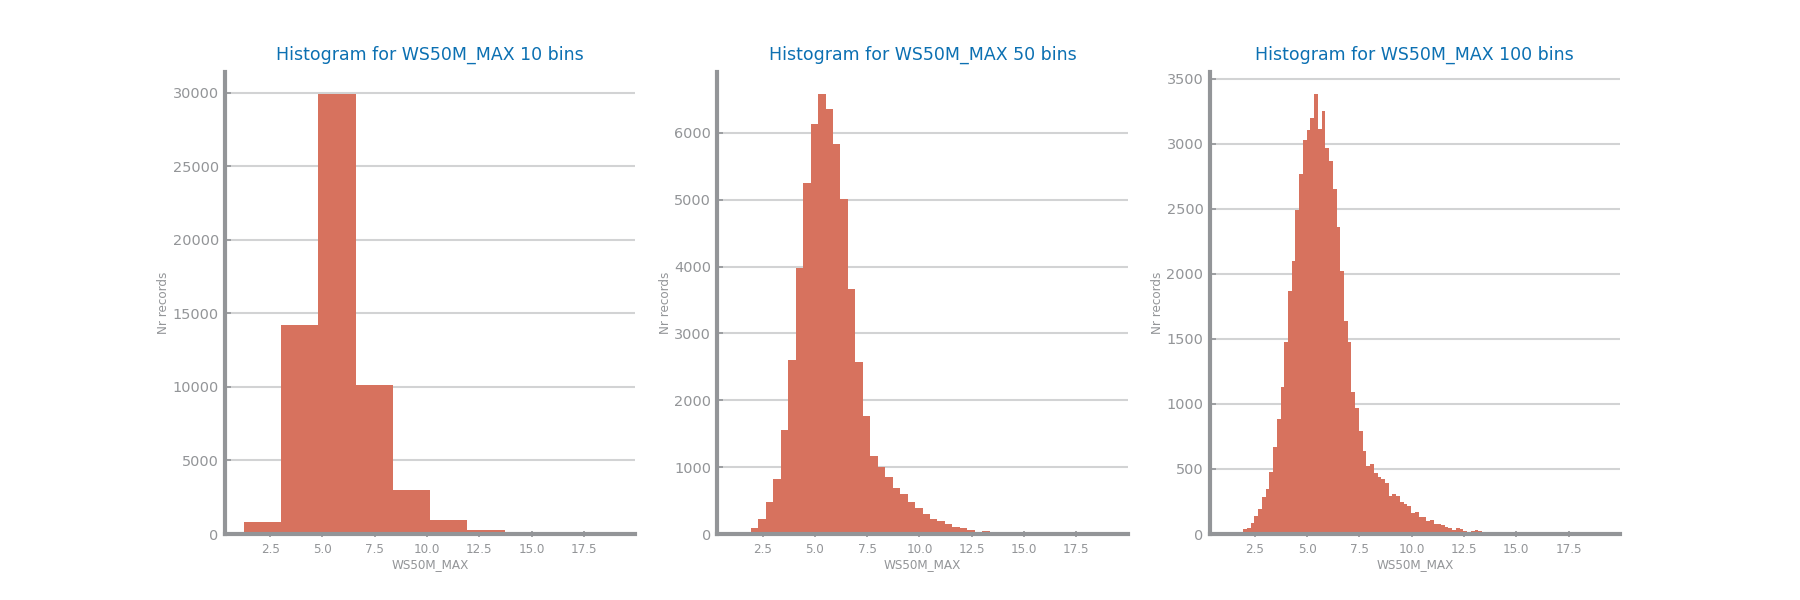 Histogram for WS50M_MAX 10 bins
30000
25000
20000
15000
10000
5000
0
Nr records
2.5 5.0 7.5 10.0 12.5 15.0 17.5
WS50M_MAX
Histogram for WS50M_MAX 50 bins
6000
5000
4000
3000
2000
1000
0
Nr records
2.5 5.0 7.5 10.0 12.5 15.0 17.5
WS50M_MAX
Histogram for WS50M_MAX 100 bins
3500
3000
2500
2000
1500
1000
500
0
Nr records
2.5 5.0 7.5 10.0 12.5 15.0 17.5
WS50M_MAX